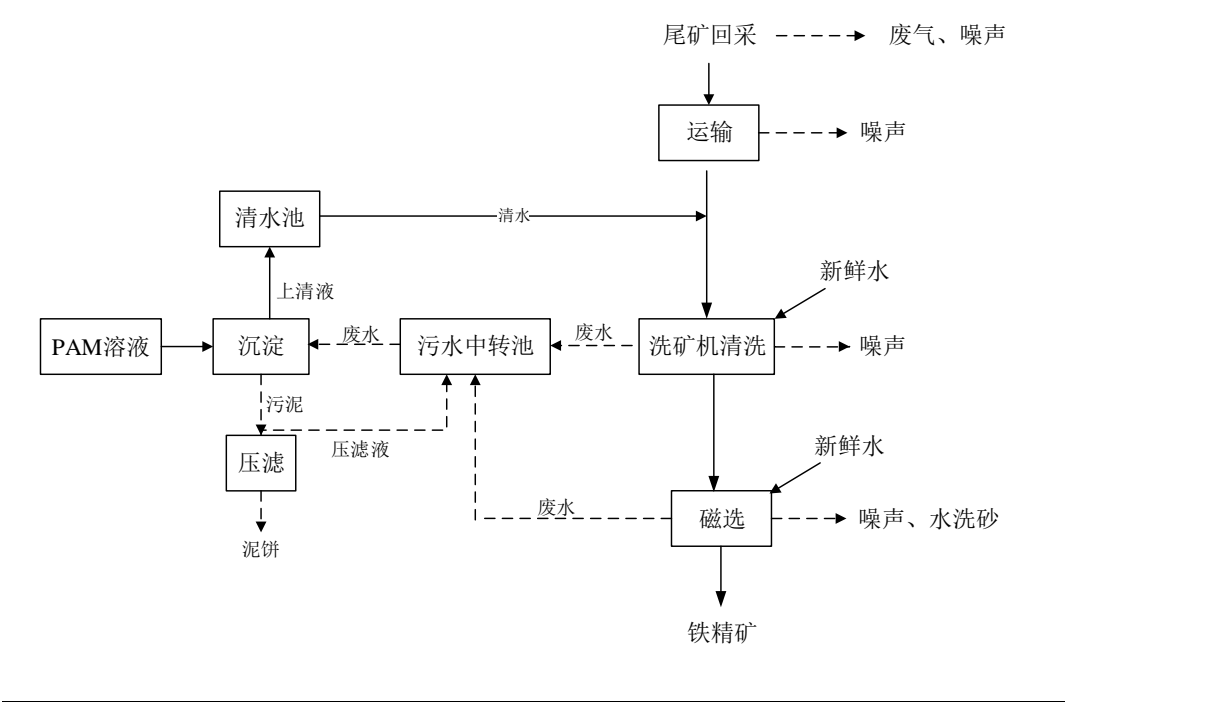 尾矿回采
废气、噪声
运输
噪声
清水池
清水
新鲜水
上清液
PAM溶液
沉淀
废水
污水中转池
废水
洗矿机清洗
噪声
污泥
压滤液
压滤
新鲜水
废水
磁选
噪声、水洗砂
泥饼
铁精矿